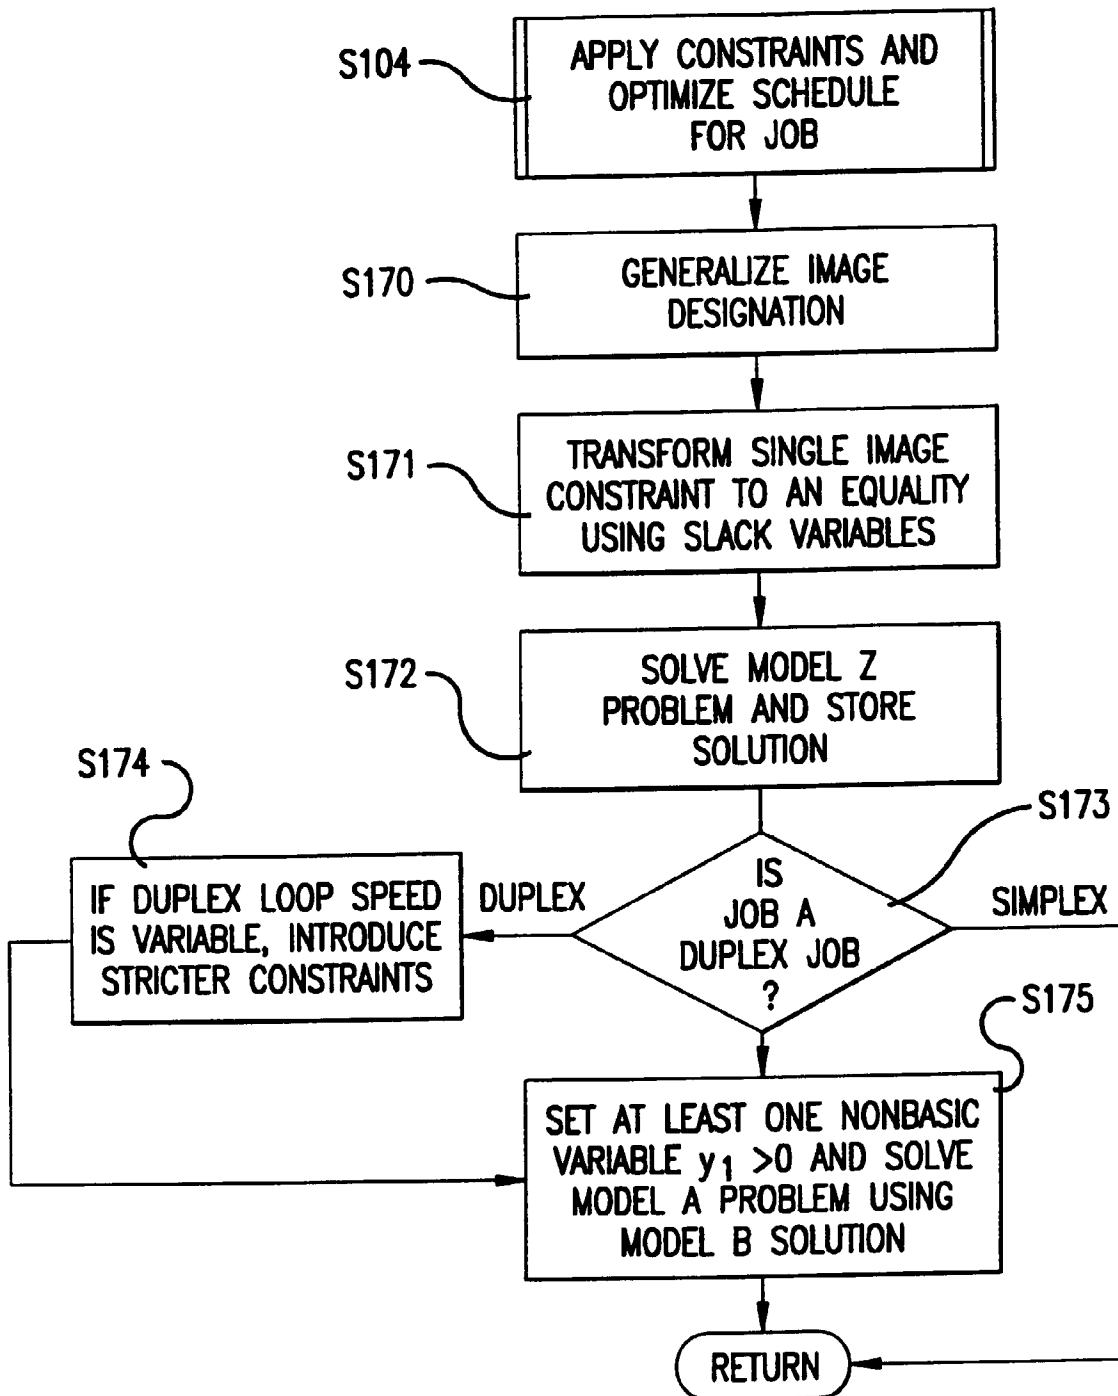 S104
APPLY CONSTRAINTS AND
OPTIMIZE SCHEDULE
FOR JOB
S170
GENERALIZE IMAGE
DESIGNATION
S171
TRANSFORM SINGLE IMAGE
CONSTRAINT TO AN EQUALITY
USING SLACK VARIABLES
S172
SOLVE MODEL Z
PROBLEM AND STORE
SOLUTION
S174
S173
IF DUPLEX LOOP SPEED
IS VARIABLE, INTRODUCE
STRICTER CONSTRAINTS
DUPLEX
IS
JOB A
DUPLEX JOB
?
SIMPLEX
S175
SET AT LEAST ONE NONBASIC
VARIABLE y1 >0 AND SOLVE
MODEL A PROBLEM USING
MODEL B SOLUTION
RETURN